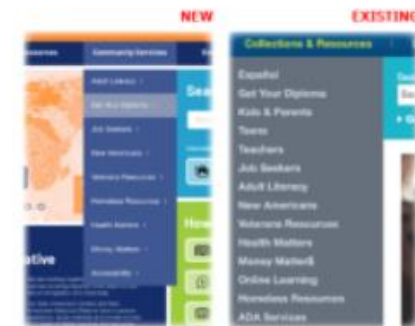 NEW
EXISTING
Community Services
Adult Literacy
Get Your Diploma
Job Seekers
New Americans
Veterans Resources
Homeless Resources
Health Matters
Money Matters
Accessibility
Collections & Resources
Español
Get Your Diploma
Kids & Parents
Teens
Teachers
Job Seekers
Adult Literacy
New Americans
Veterans Resources
Health Matters
Money Matter$
Online Learning
Homeless Resources
ADA Services